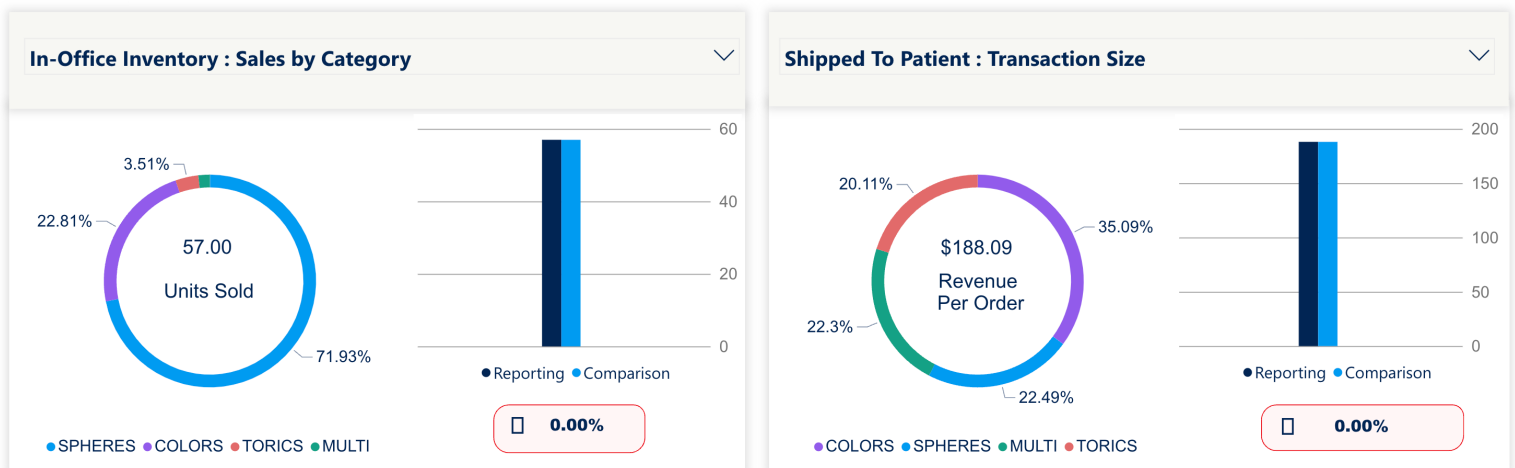 In-Office Inventory : Sales by Category
3.51%
22.81%
57.00
Units Sold
71.93%
SPHERES COLORS TORICS MULTI
60
40
20
0
Reporting Comparison
0.00%
Shipped To Patient : Transaction Size
20.11%
35.09%
$188.09
Revenue
Per Order
22.3%
22.49%
COLORS SPHERES MULTI TORICS
200
150
100
50
0
Reporting Comparison
0.00%